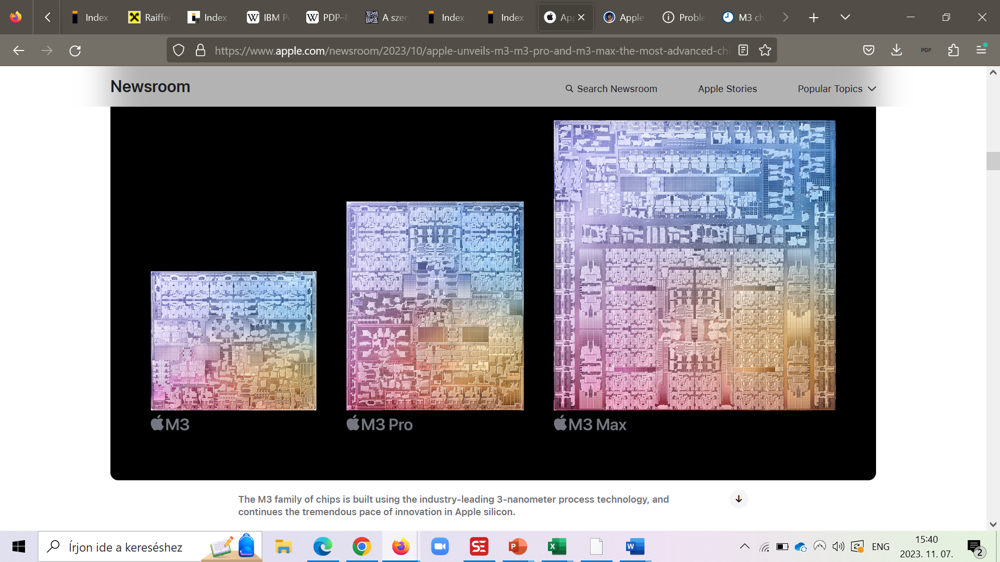 Index
Raiffei
Index
IBM P
PDP-8
A szen
Index
Index
App
Apple
Proble
M3 ch
https://www.apple.com/newsroom/2023/10/apple-unveils-m3-m3-pro-and-m3-max-the-most-advanced-chi
PDF
Newsroom
Search Newsroom
Apple Stories
Popular Topics
M3
M3 Pro
M3 Max
The M3 family of chips is built using the industry-leading 3-nanometer process technology, and
continues the tremendous pace of innovation in Apple silicon.
Írjon ide a kereséshez
ENG
15:40
2023. 11. 07.
2